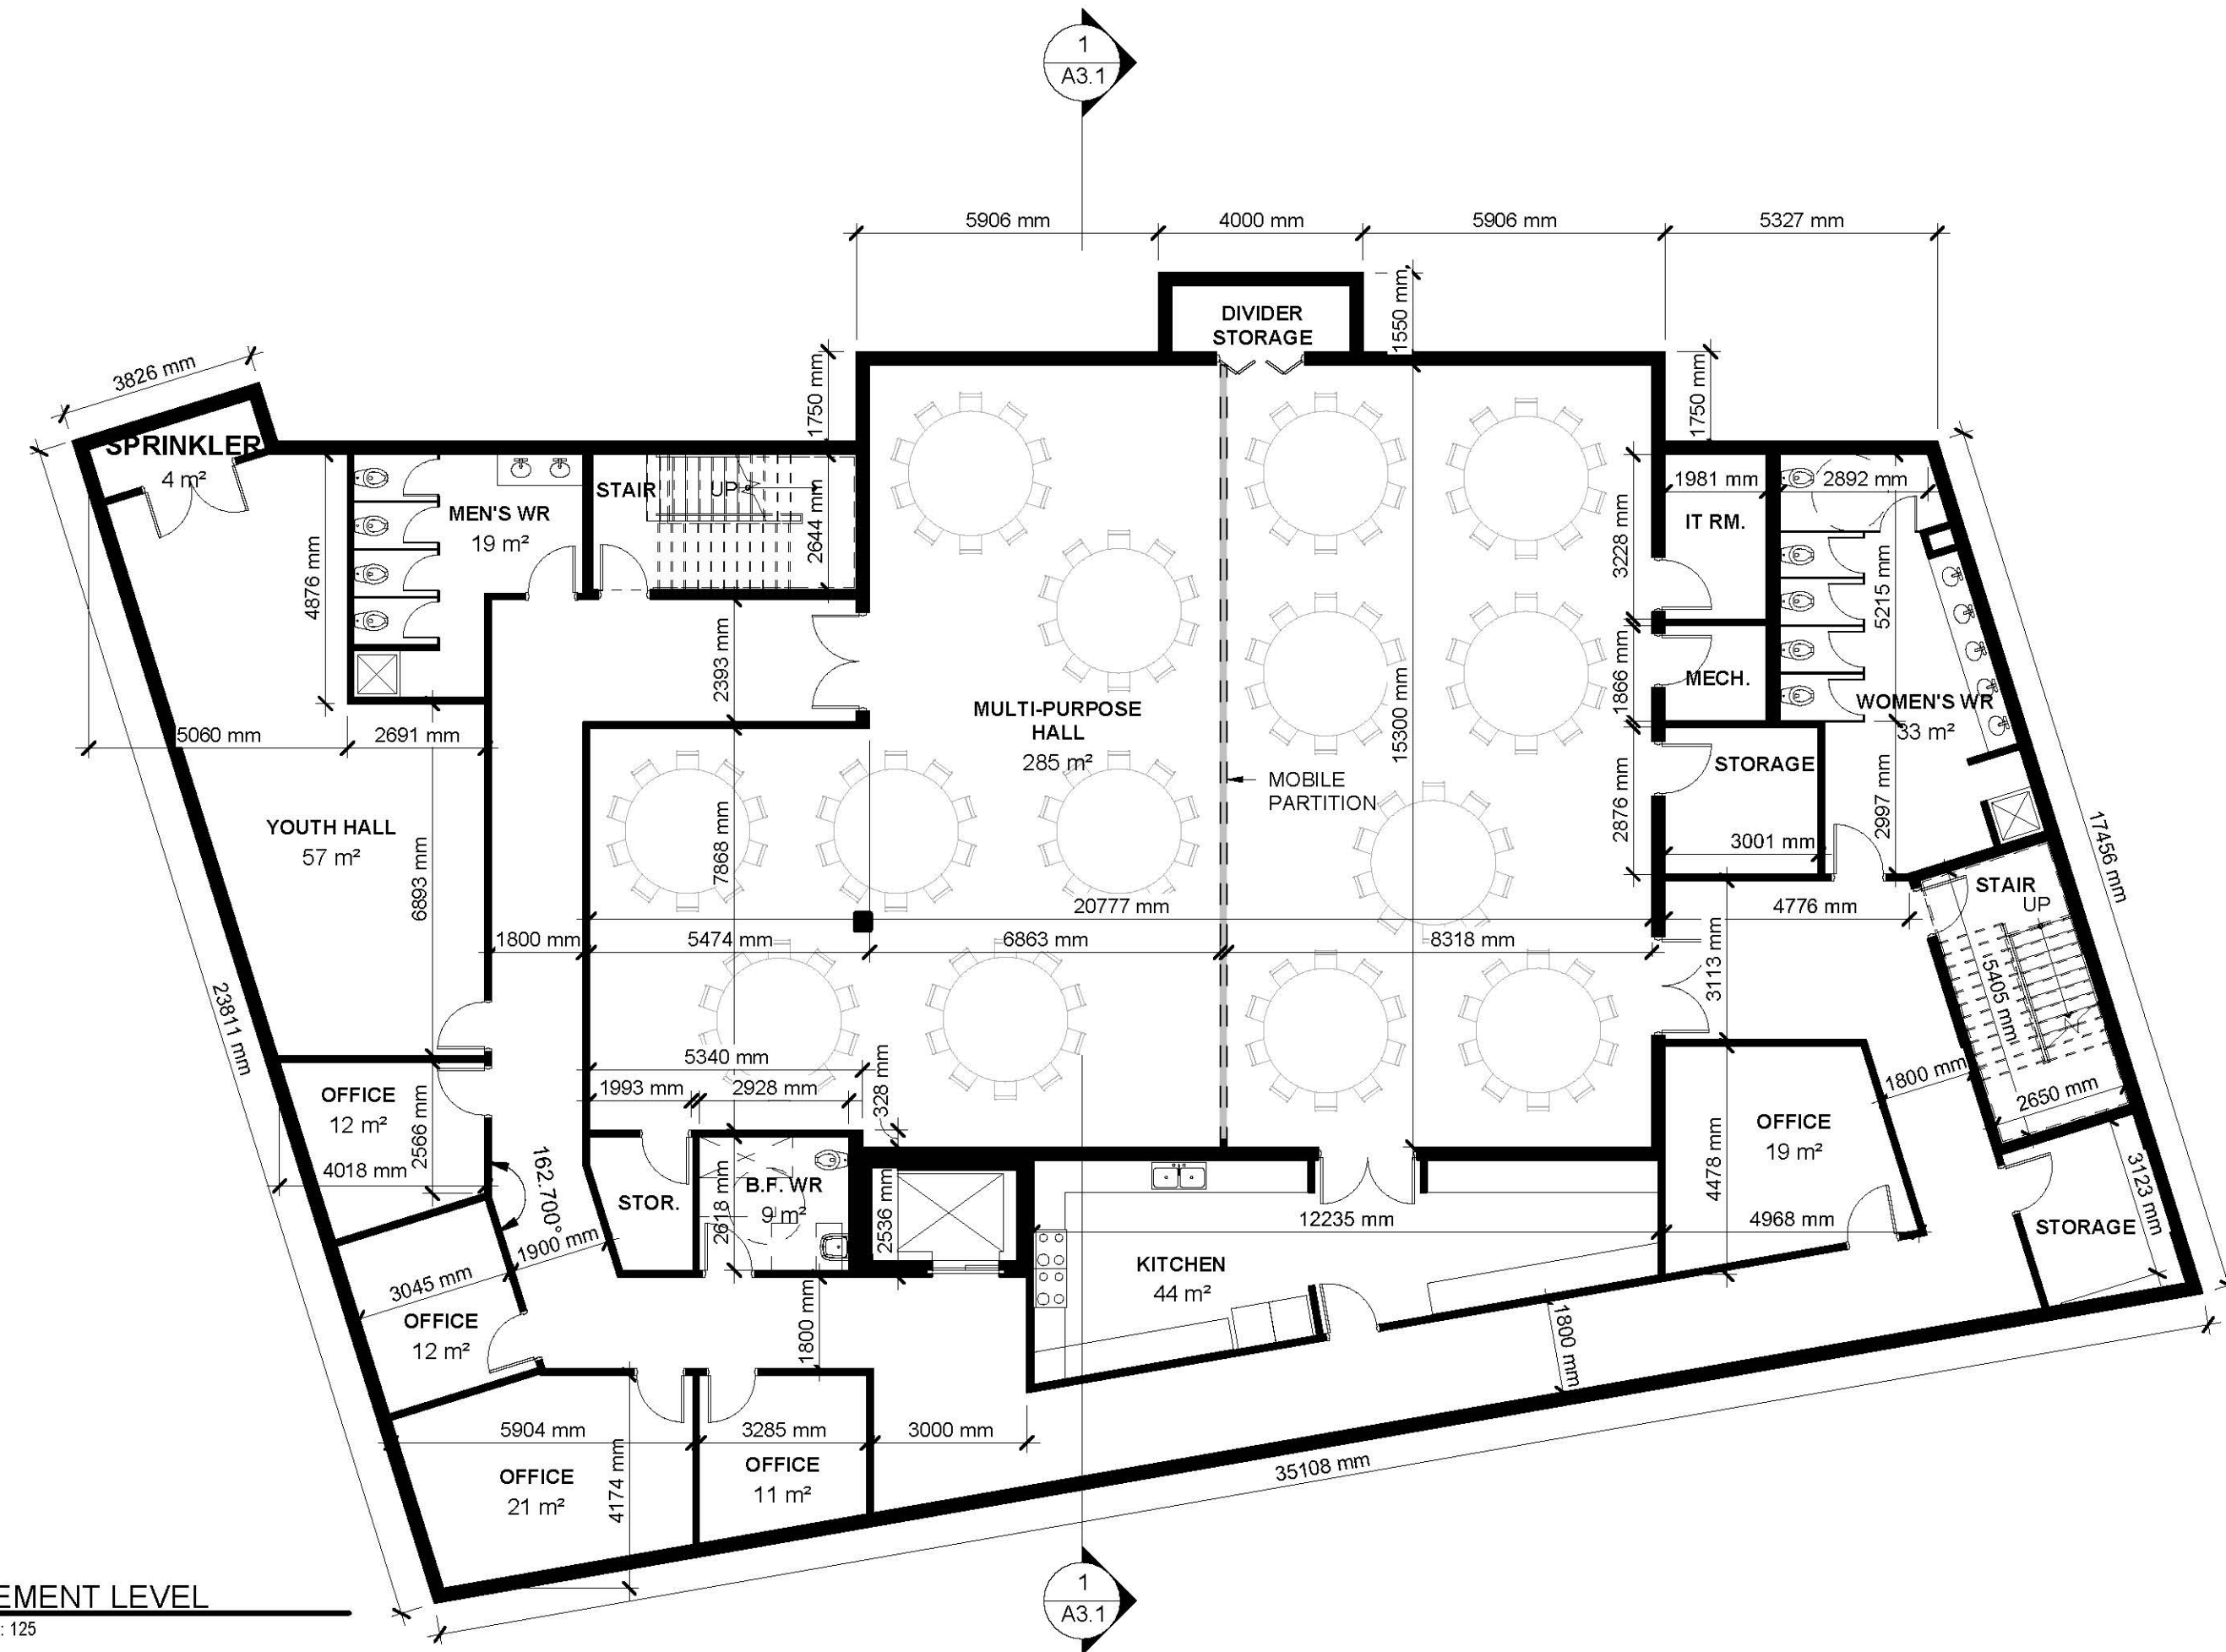 1
A3.1
5906 mm
4000 mm
5906 mm
5327 mm
3826 mm
1750 mm
DIVIDER
STORAGE
1550 mm
1750 mm
SPRINKLER
4 m²
MEN'S WR
19 m²
STAIR
UP
2644 mm
4876 mm
2393 mm
3228 mm
1981 mm
IT RM.
2892 mm
5215 mm
1866 mm
MECH.
WOMEN'S WR
33 m²
5060 mm
2691 mm
MULTI-PURPOSE
HALL
285 m²
MOBILE
PARTITION
15300 mm
STORAGE
2876 mm
3001 mm
2997 mm
17456 mm
YOUTH HALL
57 m²
6893 mm
7868 mm
STAIR
UP
20777 mm
4776 mm
1800 mm
5474 mm
6863 mm
8318 mm
3113 mm
5405 mm
23811 mm
5340 mm
1993 mm
2928 mm
328 mm
1800 mm
2650 mm
OFFICE
12 m²
2566 mm
4018 mm
162.700°
1900 mm
STOR.
2618 mm
B.F. WR
9 m²
2536 mm
12235 mm
OFFICE
19 m²
4478 mm
4968 mm
3123 mm
STORAGE
3045 mm
OFFICE
12 m²
KITCHEN
44 m²
1800 mm
1800 mm
5904 mm
3285 mm
3000 mm
OFFICE
21 m²
4174 mm
OFFICE
11 m²
35108 mm
1
A3.1
EMENT LEVEL
: 125